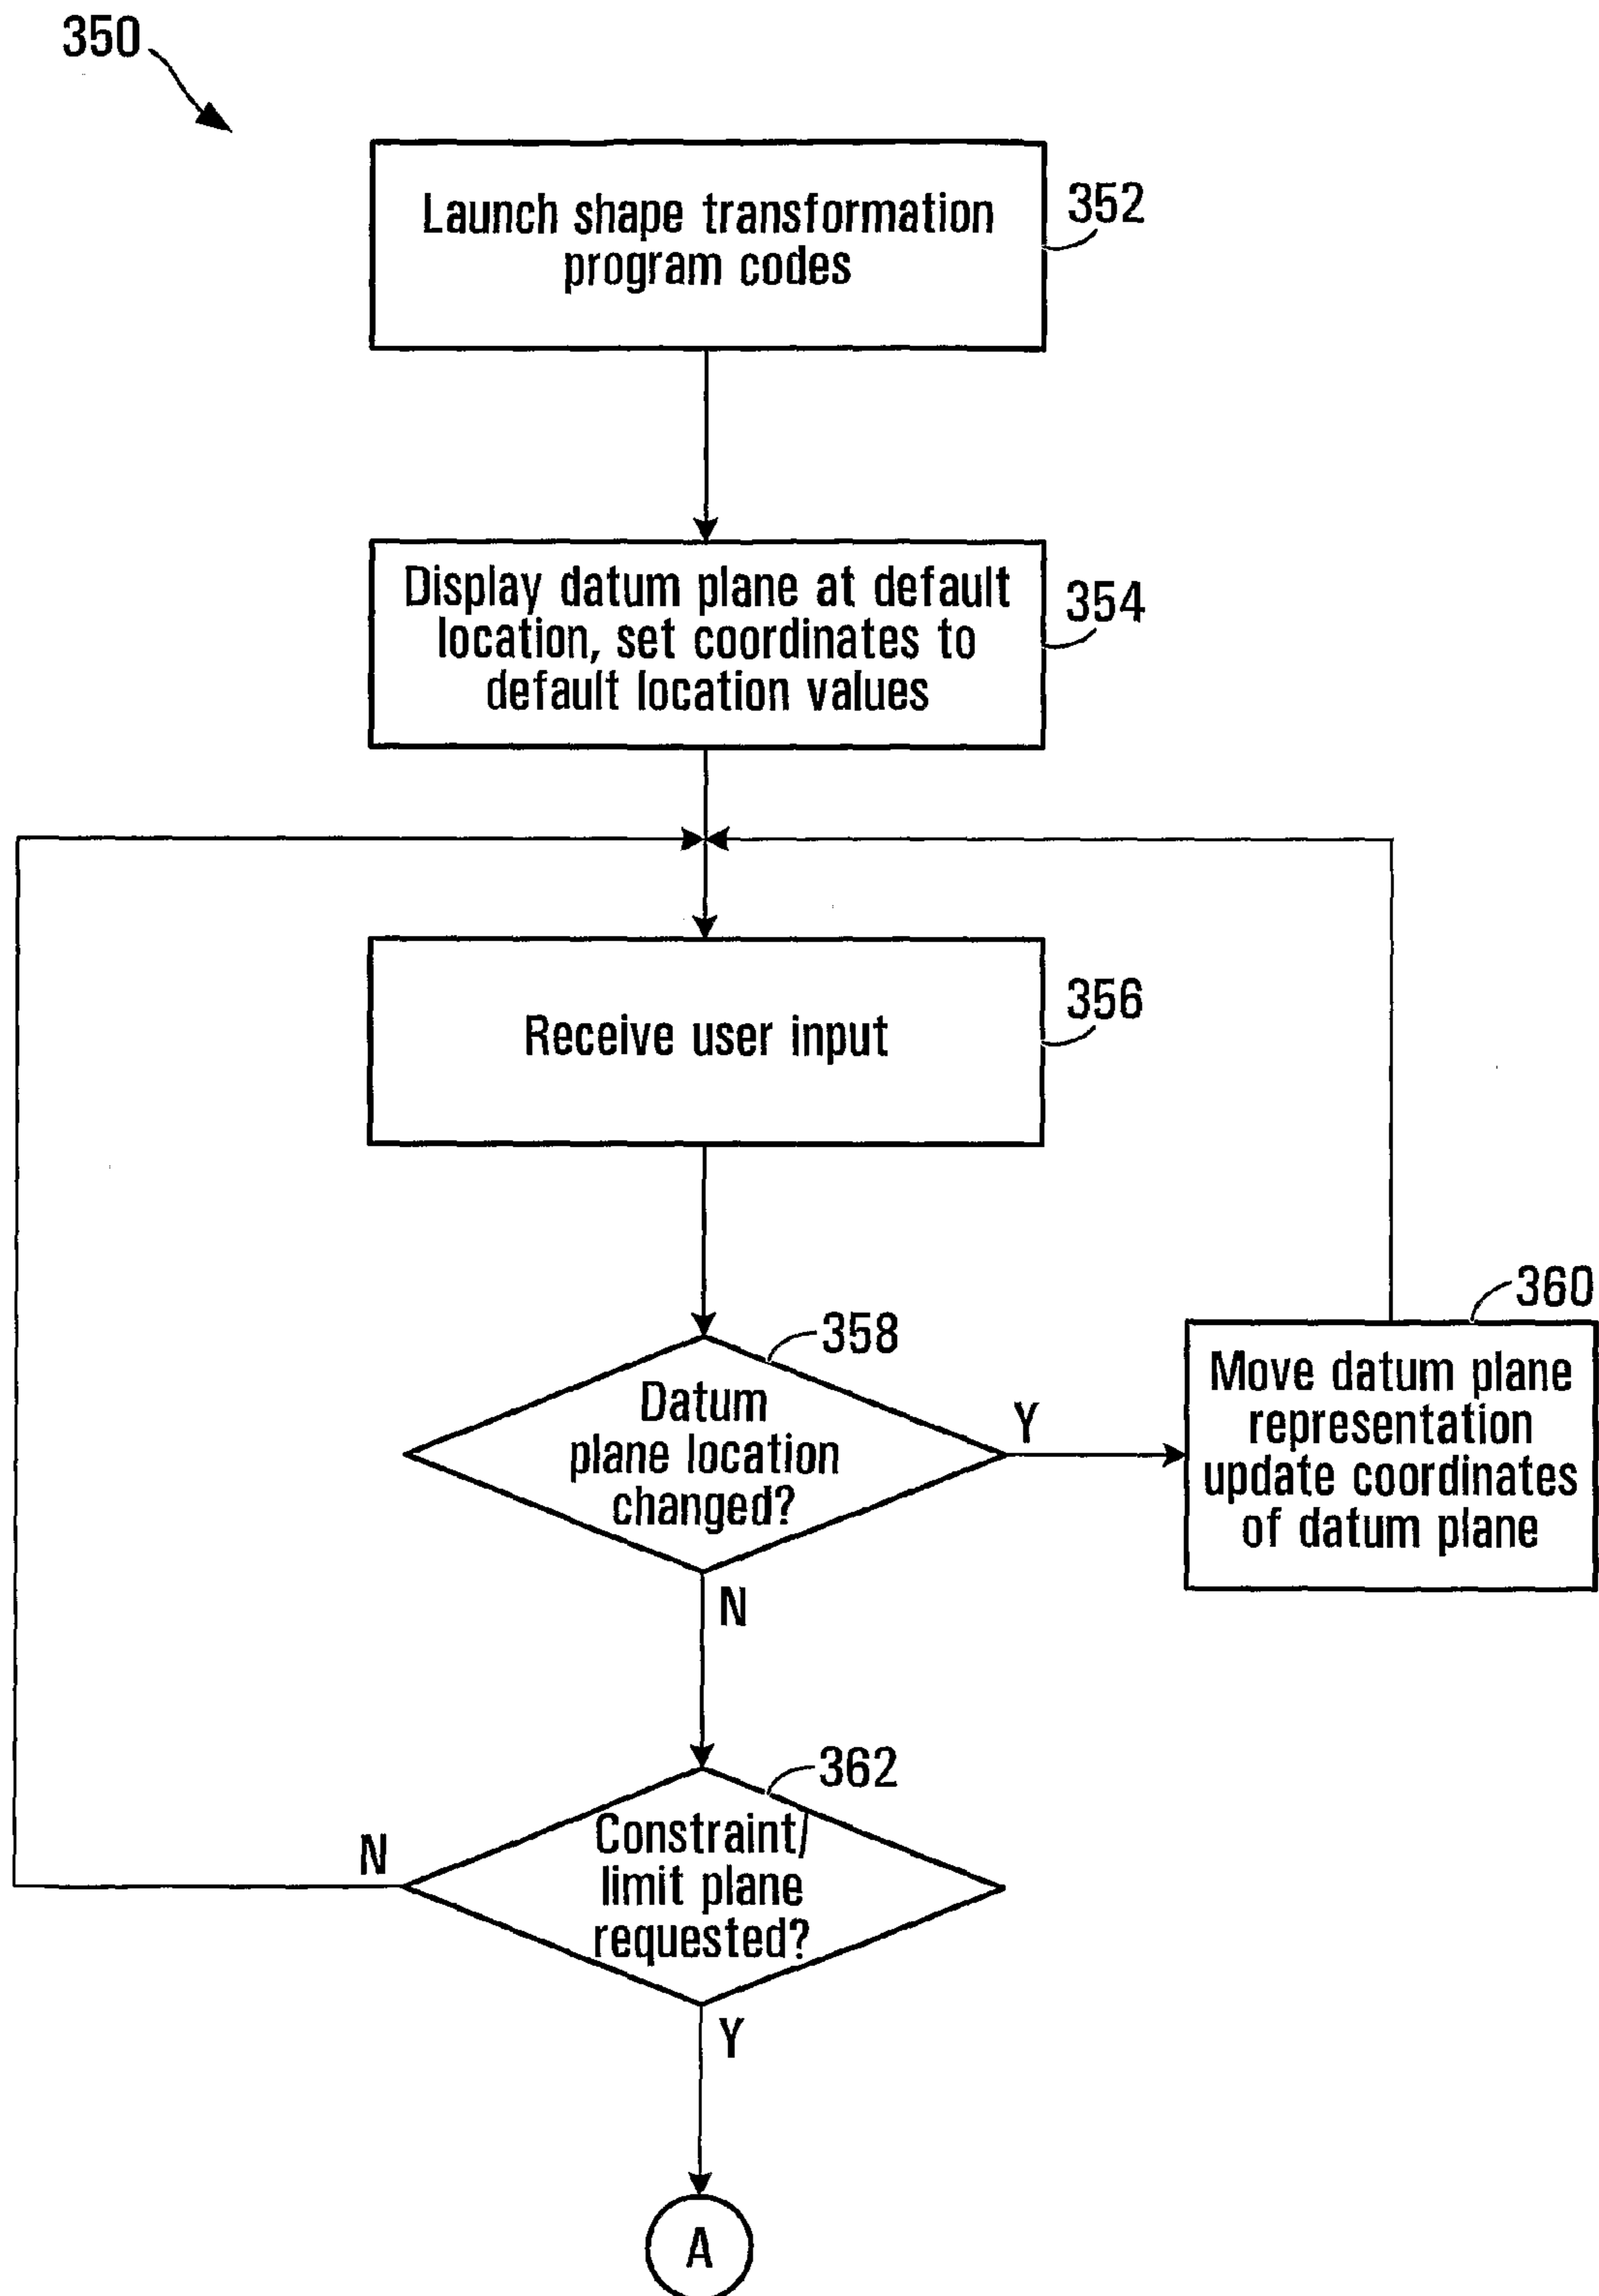 350
Launch shape transformation
program codes
352
Display datum plane at default
location, set coordinates to
default location values
354
Receive user input
356
358
Datum
plane location
changed?
Y
N
360
Move datum plane
representation
update coordinates
of datum plane
362
Constraint/
limit plane
requested?
N
Y
A